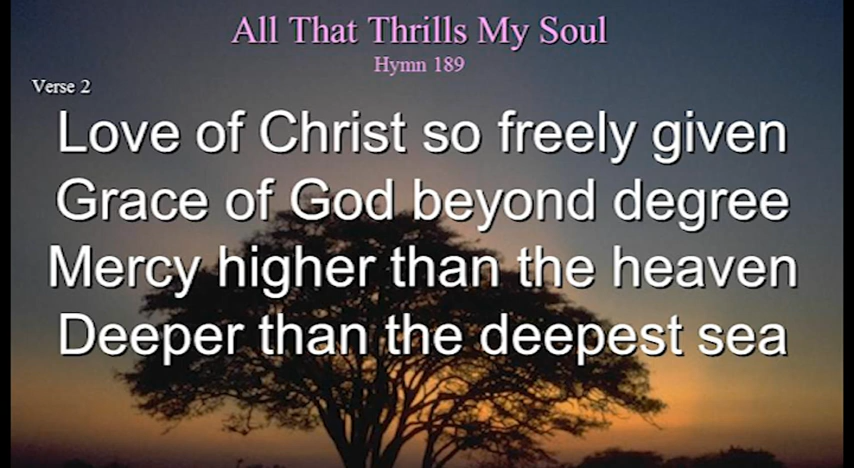 All That Thrills My Soul
Hymn 189
Verse 2
Love of Christ so freely given
Grace of God beyond degree
Mercy higher than the heaven
Deeper than the deepest sea